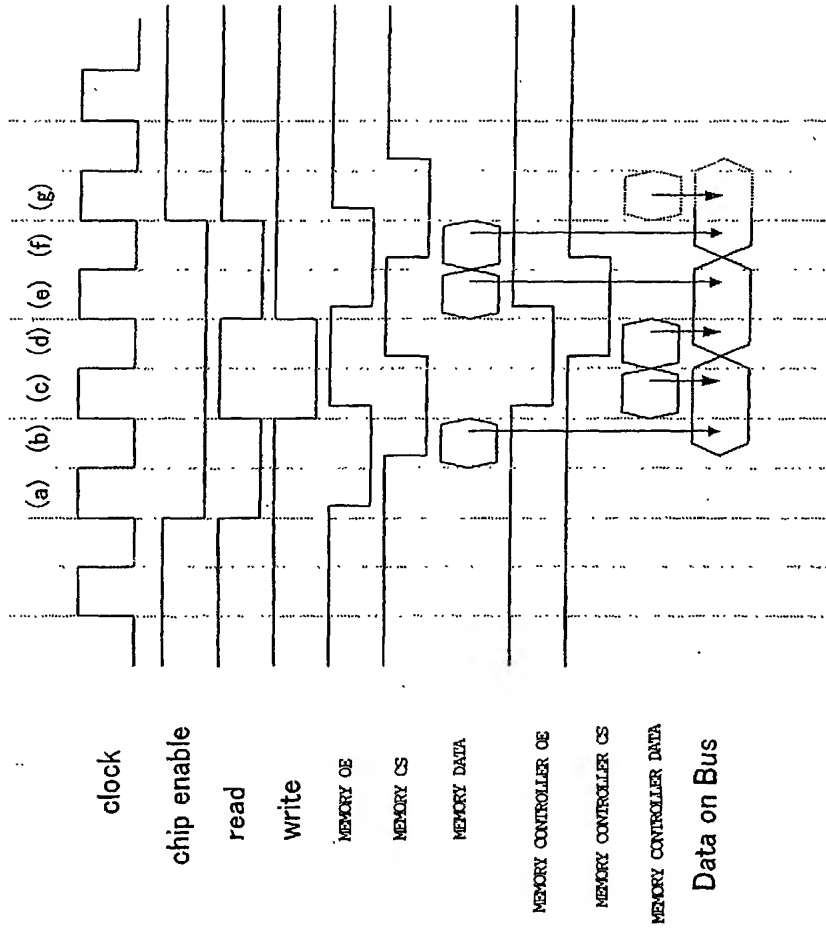 (a)
(b)
(c)
(d)
(e)
(f)
(g)
clock
chip enable
read
write
MEMORY OE
MEMORY CS
MEMORY DATA
MEMORY CONTROLLER OE
MEMORY CONTROLLER CS
MEMORY CONTROLLER DATA
Data on Bus